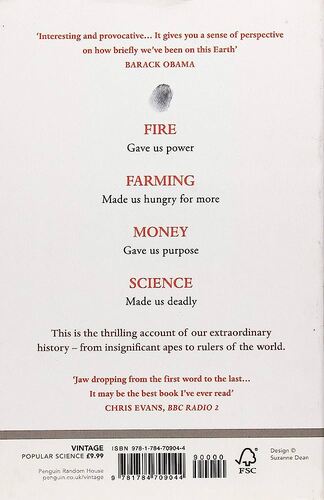 ‘Interesting and provocative... It gives you a sense of perspective
on how briefly we’ve been on this Earth’
BARACK OBAMA
FIRE
Gave us power
FARMING
Made us hungry for more
MONEY
Gave us purpose
SCIENCE
Made us deadly
This is the thrilling account of our extraordinary
history – from insignificant apes to rulers of the world.
‘Jaw dropping from the first word to the last...
It may be the best book I’ve ever read’
CHRIS EVANS, BBC RADIO 2
VINTAGE
POPULAR SCIENCE £9.99
Penguin Random House
penguin.co.uk/vintage
ISBN 978-1-784-70904-4
90000
9 781784 709044
FSC
Design ©
Suzanne Dean